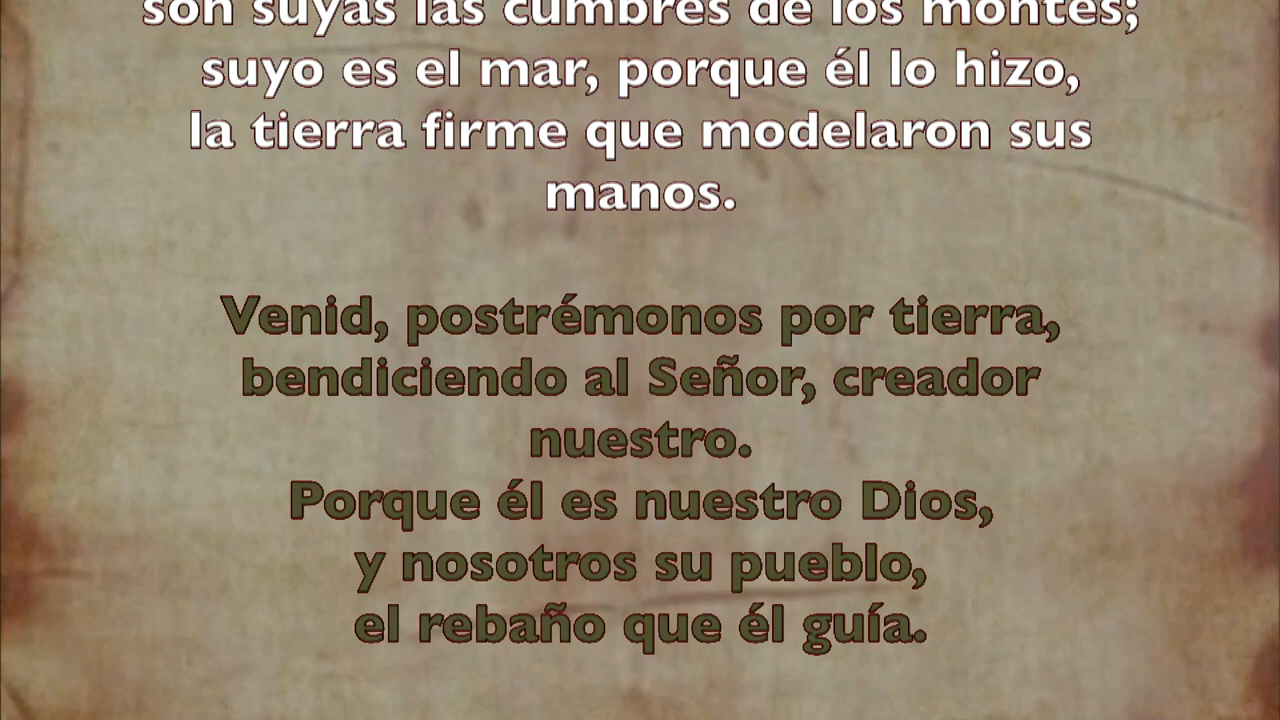 son suyas las cumbres de los montes;
suyo es el mar, porque él lo hizo,
la tierra firme que modelaron sus
manos.
Venid, postrémonos por tierra,
bendiciendo al Señor, creador
nuestro.
Porque él es nuestro Dios,
y nosotros su pueblo,
el rebaño que él guía.